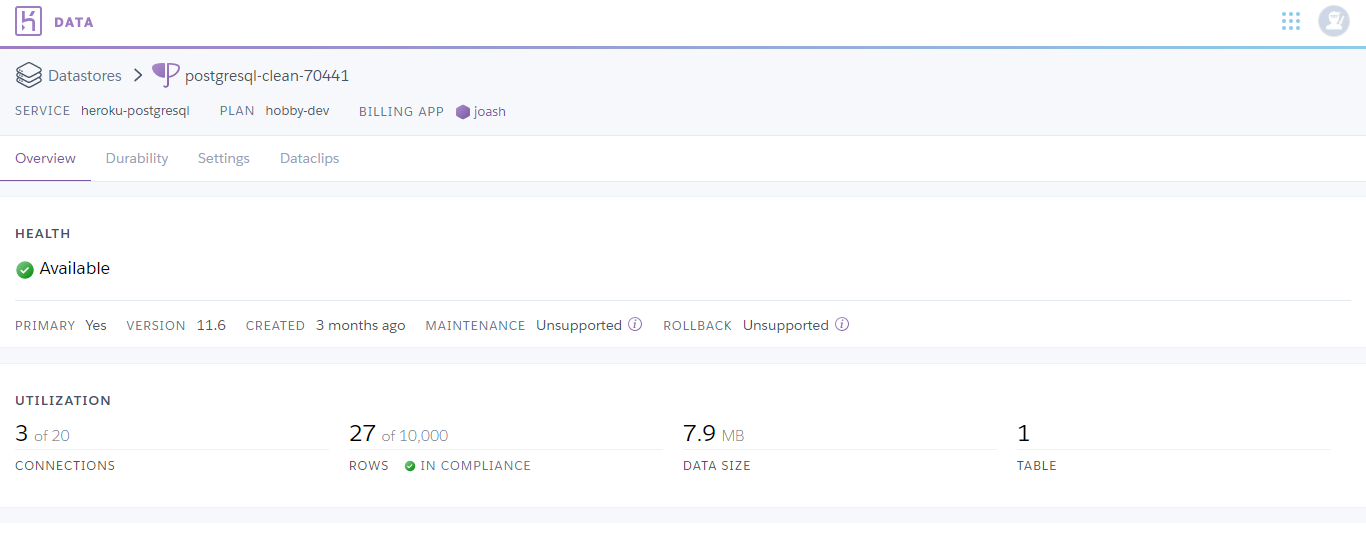 DATA
Datastores postgresql-clean-70441
SERVICE heroku-postgresql PLAN hobby-dev BILLING APP joash
Overview Durability Settings Dataclips
HEALTH
Available
PRIMARY Yes VERSION 11.6 CREATED 3 months ago MAINTENANCE Unsupported ROLLBACK Unsupported
UTILIZATION
3 of 20 27 of 10,000 7.9 MB 1
CONNECTIONS ROWS IN COMPLIANCE DATA SIZE TABLE